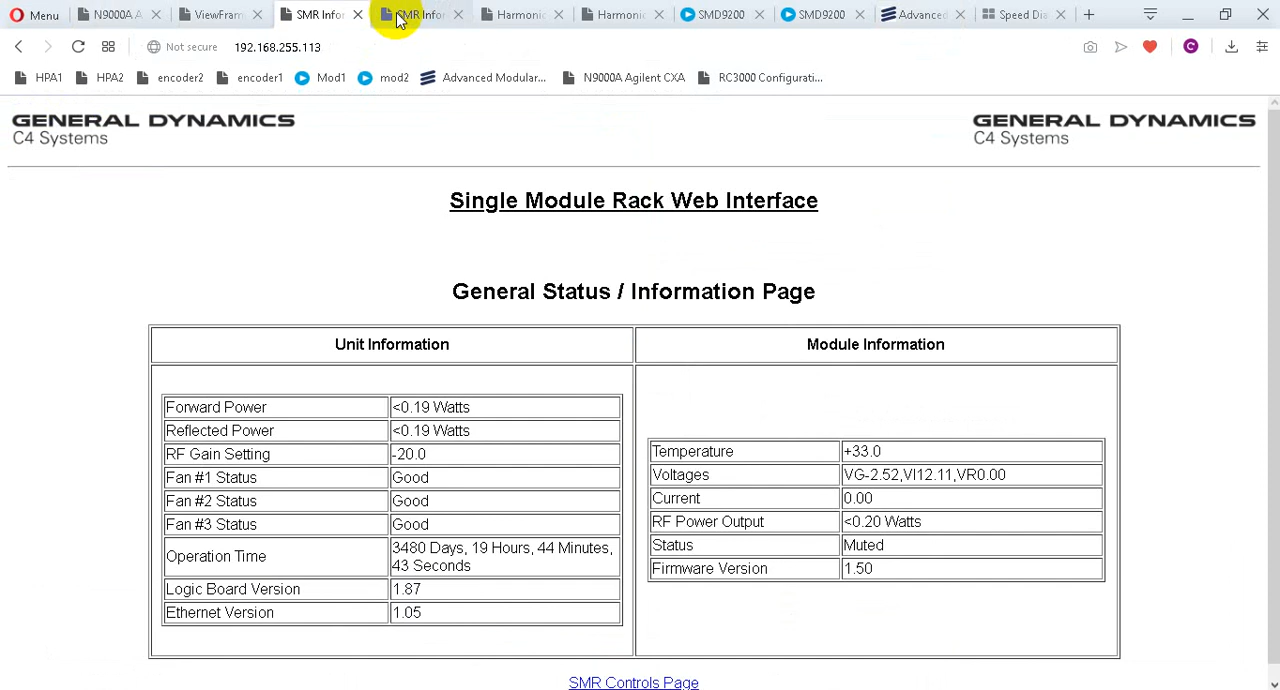 Menu
N9000A A
ViewFram
SMR Infor
SMR Infor
Harmonic
Harmonic
SMD9200
SMD9200
Advanced
Speed Dia
Not secure
192.168.255.113
HPA1
HPA2
encoder2
encoder1
Mod1
mod2
Advanced Modular...
N9000A Agilent CXA
RC3000 Configurati...
GENERAL DYNAMICS
C4 Systems
GENERAL DYNAMICS
C4 Systems
Single Module Rack Web Interface
General Status / Information Page
Unit Information
Forward Power <0.19 Watts
Reflected Power <0.19 Watts
RF Gain Setting -20.0
Fan #1 Status Good
Fan #2 Status Good
Fan #3 Status Good
Operation Time 3480 Days, 19 Hours, 44 Minutes,
43 Seconds
Logic Board Version 1.87
Ethernet Version 1.05
Module Information
Temperature +33.0
Voltages VG-2.52,VI12.11,VR0.00
Current 0.00
RF Power Output <0.20 Watts
Status Muted
Firmware Version 1.50
SMR Controls Page